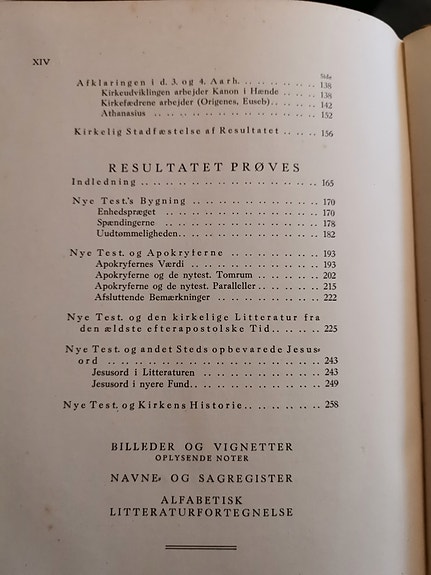 XIV
Side
Afklaringen i d. 3. og 4. Aarh. .. .. .. .. .. .. .. 138
Kirkeudviklingen arbejder Kanon i Hænde .. .. .. 138
Kirkefædrene arbejder (Origenes, Euseb) .. .. .. .. 142
Athanasius .. .. .. .. .. .. .. .. .. .. .. 152
Kirkelig Stadfæstelse af Resultatet .. .. .. 156
RESULTATET PRØVES
Indledning .. .. .. .. .. .. .. .. .. .. .. .. .. 165
Nye Test.'s Bygning .. .. .. .. .. .. .. .. .. 170
Enhedspræget .. .. .. .. .. .. .. .. .. .. 170
Spændingerne .. .. .. .. .. .. .. .. .. .. 178
Uudtømmeligheden .. .. .. .. .. .. .. .. .. 182
Nye Test. og Apokryferne .. .. .. .. .. .. 193
Apokryfernes Værdi .. .. .. .. .. .. .. .. 193
Apokryferne og de nytest. Tomrum .. .. .. .. 202
Apokryferne og de nytest. Paralleller .. .. .. .. 215
Afsluttende Bemærkninger .. .. .. .. .. .. .. 222
Nye Test. og den kirkelige Litteratur fra
den ældste efterapostolske Tid .. .. .. .. 225
Nye Test. og andet Steds opbevarede Jesus-
ord .. .. .. .. .. .. .. .. .. .. .. .. 243
Jesusord i Litteraturen .. .. .. .. .. .. .. 243
Jesusord i nyere Fund .. .. .. .. .. .. .. .. 249
Nye Test. og Kirkens Historie .. .. .. .. .. 258
BILLEDER OG VIGNETTER
OPLYSENDE NOTER
NAVNE- OG SAGREGISTER
ALFABETISK
LITTERATURFORTEGNELSE